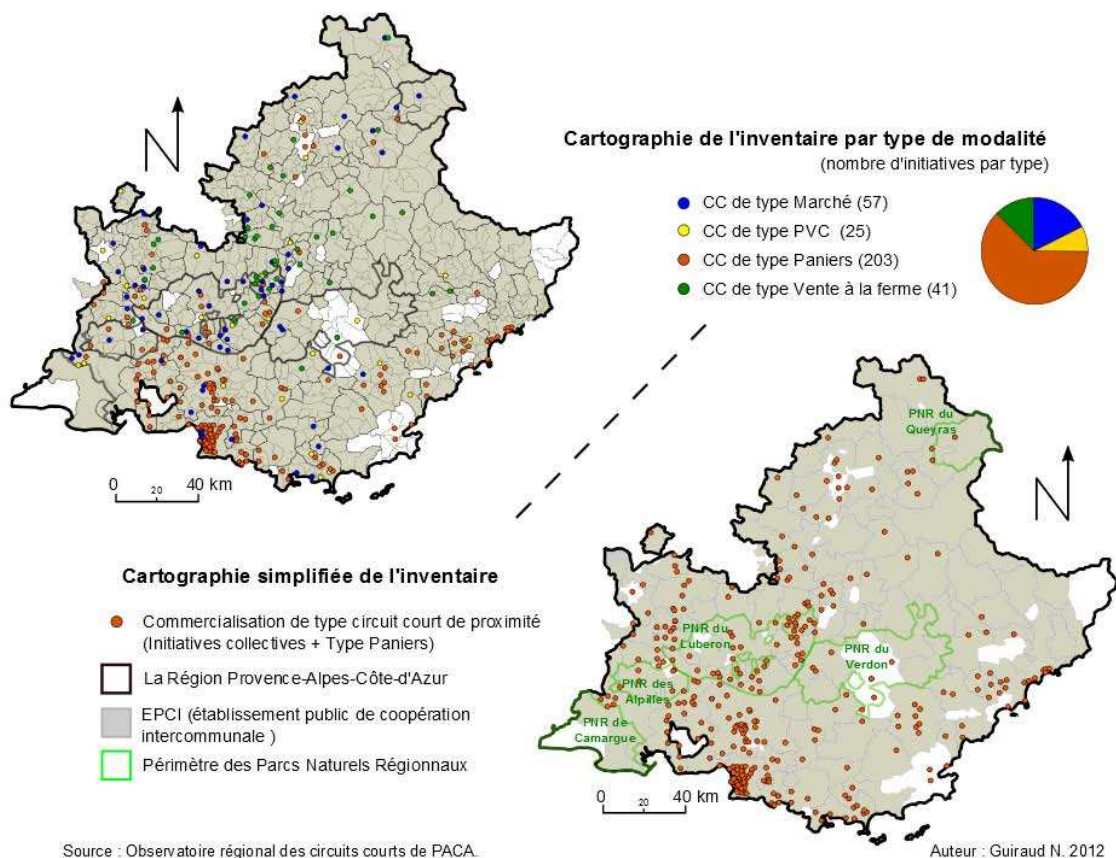 N
Cartographie de l'inventaire par type de modalité
(nombre d'initiatives par type)
CC de type Marché (57)
CC de type PVC (25)
CC de type Paniers (203)
CC de type Vente à la ferme (41)
0 20 40 km
Cartographie simplifiée de l'inventaire
Commercialisation de type circuit court de proximité
(Initiatives collectives + Type Paniers)
La Région Provence-Alpes-Côte-d'Azur
EPCI (établissement public de coopération
intercommunale )
Périmètre des Parcs Naturels Régionnaux
PNR du
Queyras
N
PNR du
Luberon
PNR du
Verdon
PNR des
Alpilles
PNR de
Camargue
0 20 40 km
Source : Observatoire régional des circuits courts de PACA.
Auteur : Guiraud N. 2012